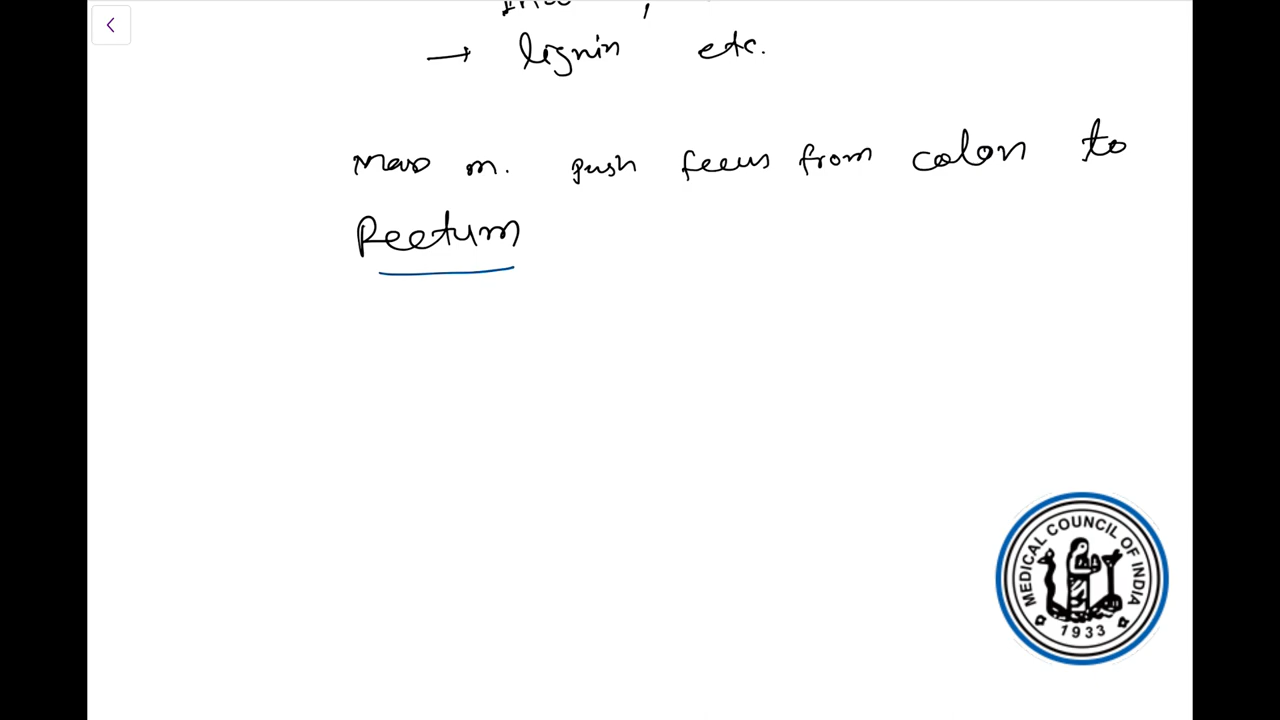 → lignin etc.
Mass m. push feces from colon to
Rectum
MEDICAL COUNCIL OF INDIA
1933